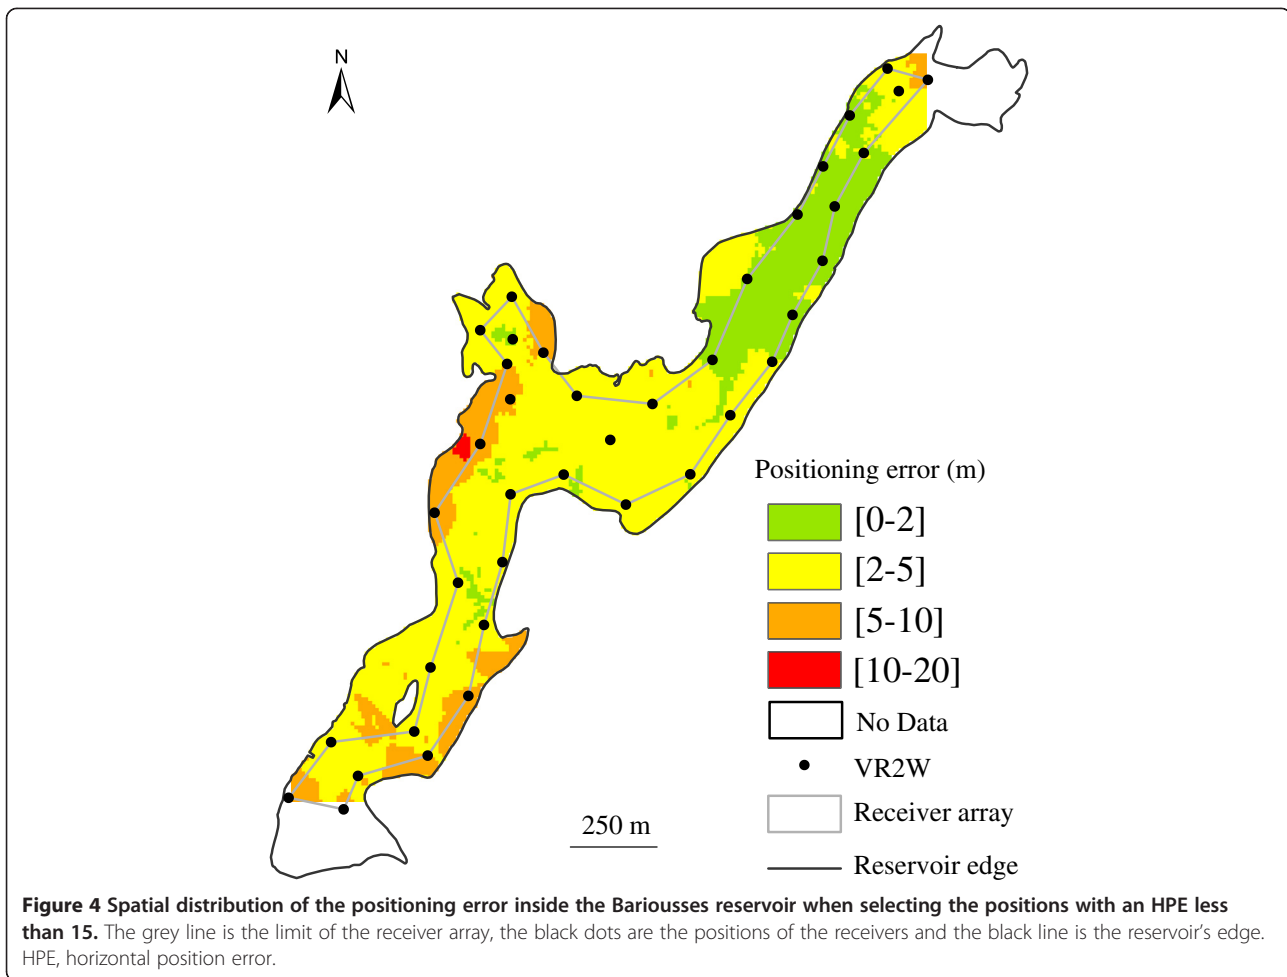 N
Positioning error (m)
[0-2]
[2-5]
[5-10]
[10-20]
No Data
VR2W
Receiver array
Reservoir edge
250 m
Figure 4 Spatial distribution of the positioning error inside the Bariousses reservoir when selecting the positions with an HPE less
than 15. The grey line is the limit of the receiver array, the black dots are the positions of the receivers and the black line is the reservoir's edge.
HPE, horizontal position error.